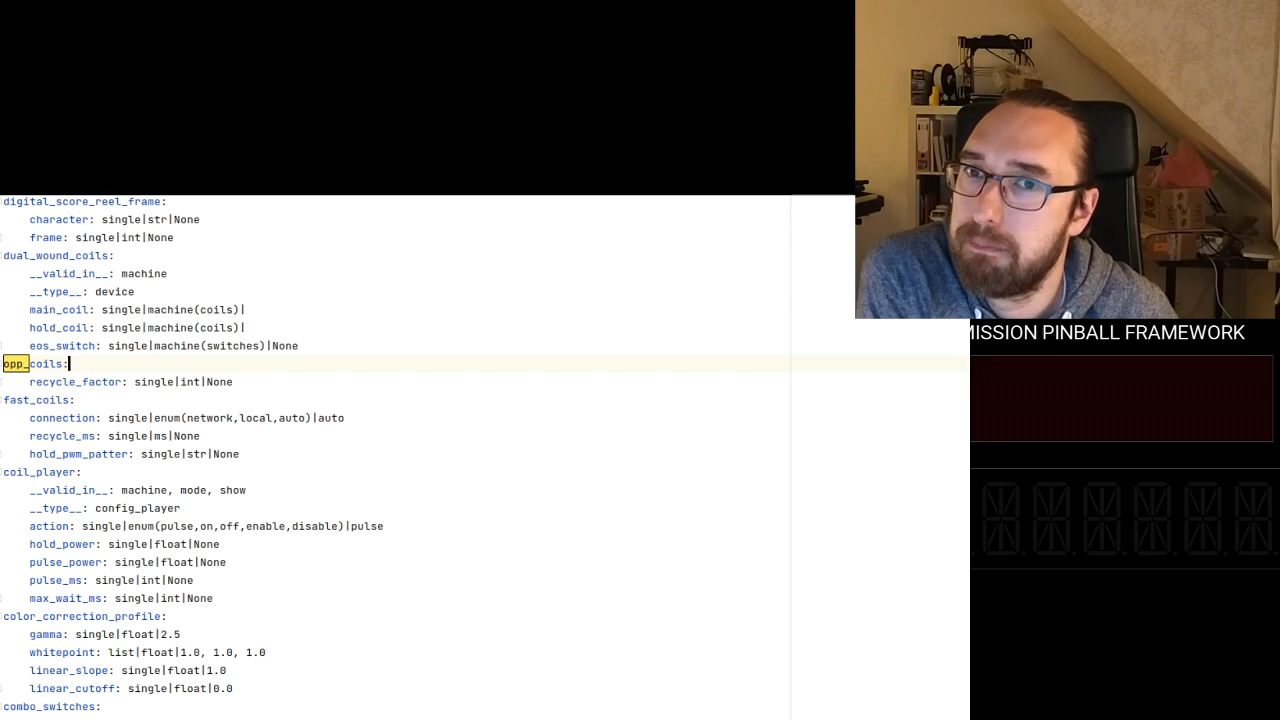 digital_score_reel_frame:
character: single|str|None
frame: single|int|None
dual_wound_coils:
__valid_in__: machine
__type__: device
main_coil: single|machine(coils)|
hold_coil: single|machine(coils)|
eos_switch: single|machine(switches)|None
opp_coils:
recycle_factor: single|int|None
fast_coils:
connection: single|enum(network,local,auto)|auto
recycle_ms: single|ms|None
hold_pwm_patter: single|str|None
coil_player:
__valid_in__: machine, mode, show
__type__: config_player
action: single|enum(pulse,on,off,enable,disable)|pulse
hold_power: single|float|None
pulse_power: single|float|None
pulse_ms: single|int|None
max_wait_ms: single|int|None
color_correction_profile:
gamma: single|float|2.5
whitepoint: list|float|1.0, 1.0, 1.0
linear_slope: single|float|1.0
linear_cutoff: single|float|0.0
combo_switches:
MISSION PINBALL FRAMEWORK